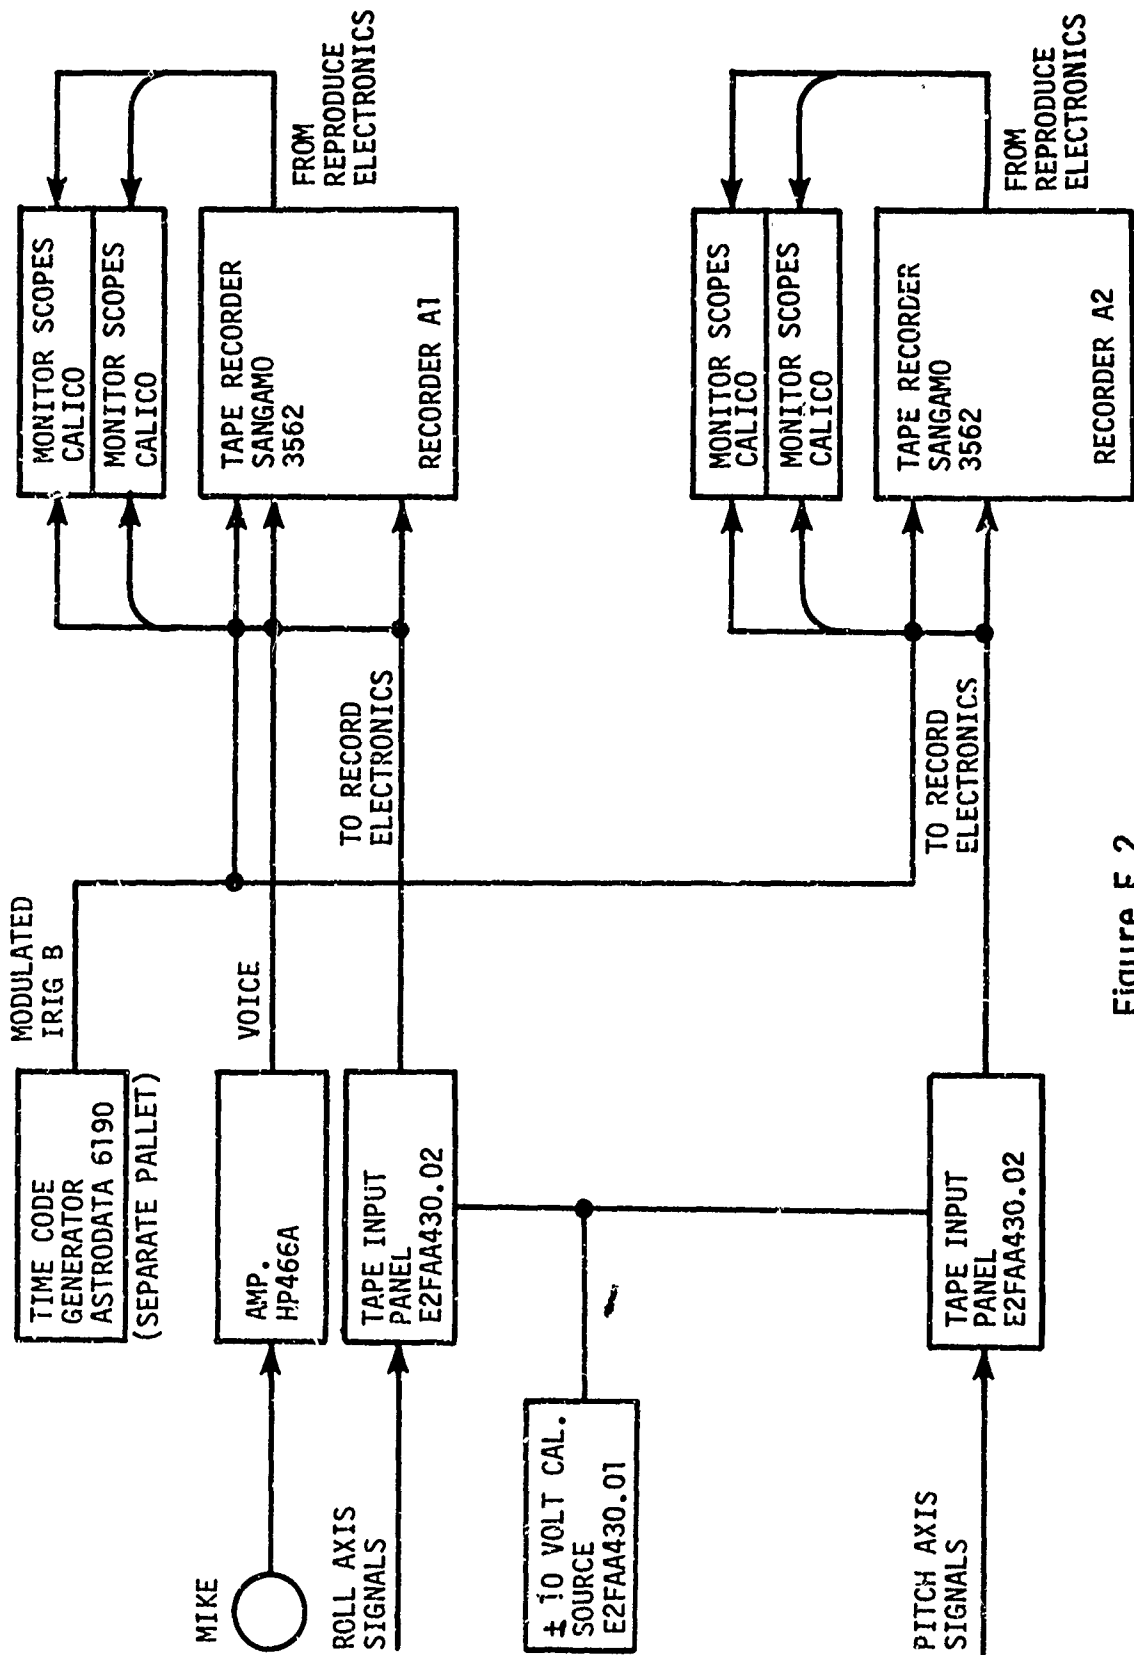 MIKE
ROLL AXIS
SIGNALS
± 10 VOLT CAL.
SOURCE
E2FAA430.01
PITCH AXIS
SIGNALS
TIME CODE
GENERATOR
ASTRODATA 6190
(SEPARATE PALLET)
AMP.
HP466A
TAPE INPUT
PANEL
E2FAA430.02
TAPE INPUT
PANEL
E2FAA430.02
MODULATED
IRIG B
VOICE
TO RECORD
ELECTRONICS
TO RECORD
ELECTRONICS
MONITOR SCOPES
CALICO
MONITOR SCOPES
CALICO
TAPE RECORDER
SANGAMO
3562
RECORDER A1
MONITOR SCOPES
CALICO
MONITOR SCOPES
CALICO
TAPE RECORDER
SANGAMO
3562
RECORDER A2
FROM
REPRODUCE
ELECTRONICS
FROM
REPRODUCE
ELECTRONICS
Figure